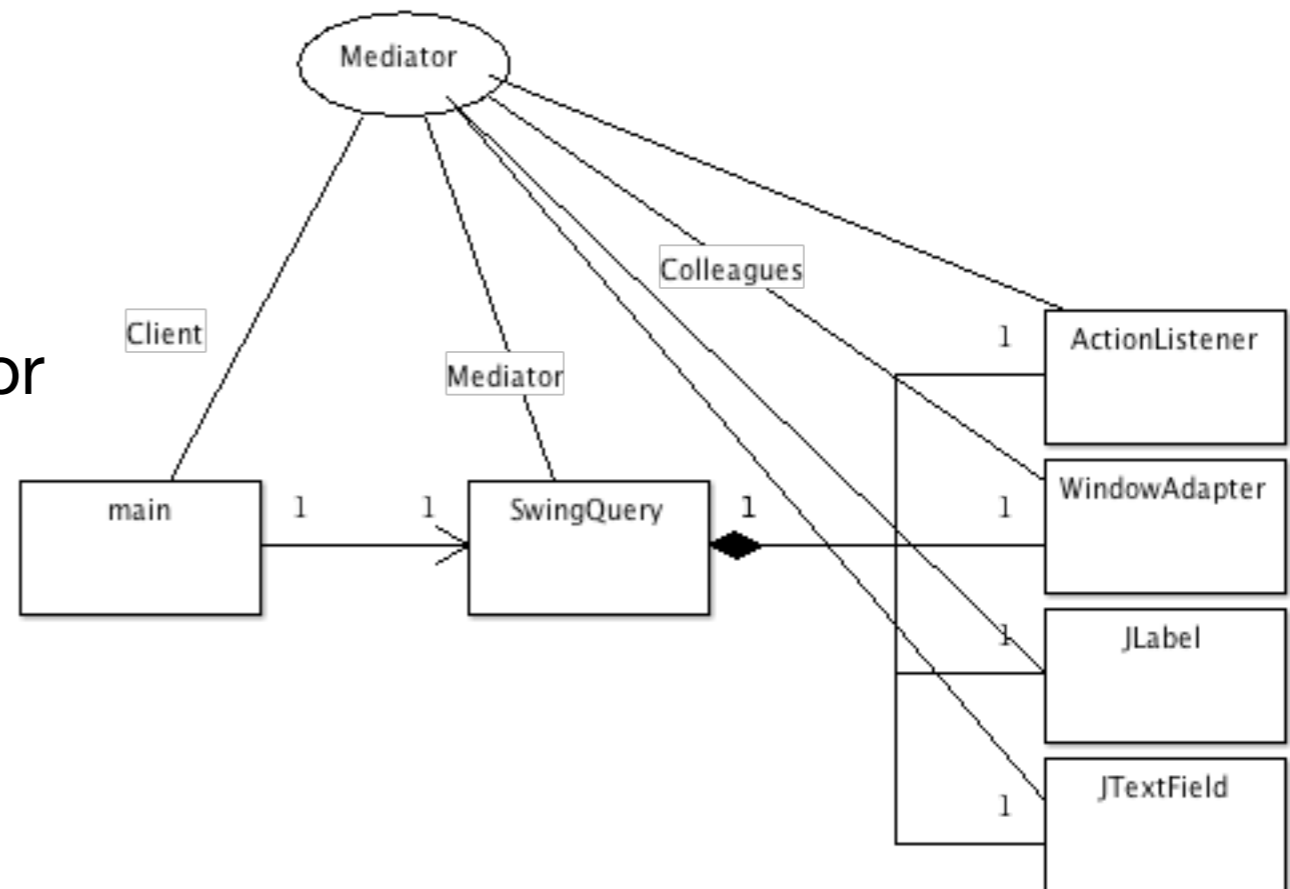 Mediator
Colleagues
Client
or
Mediator
1
ActionListener
main
1
1
SwingQuery
1
1
WindowAdapter
1
JLabel
1
JTextField